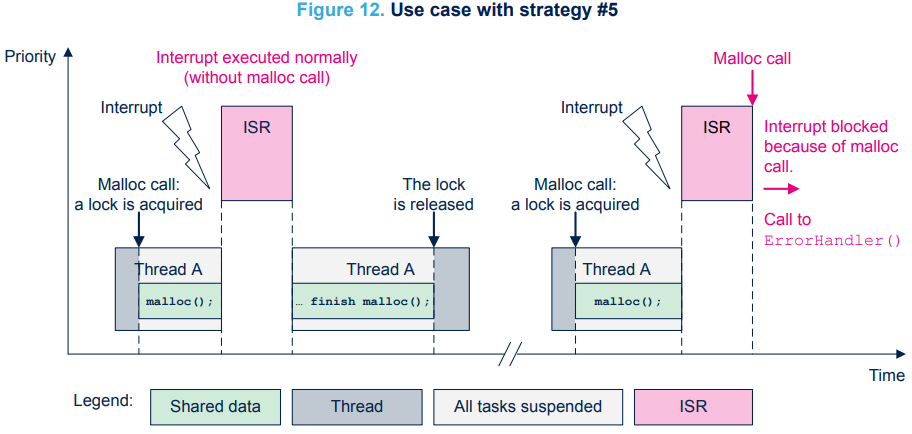 Figure 12. Use case with strategy #5
Priority
Interrupt executed normally
(without malloc call)
Malloc call
Interrupt
ISR
Interrupt
ISR
Interrupt blocked
because of malloc
call.
Malloc call:
a lock is acquired
The lock
is released
Malloc call:
a lock is acquired
Call to
ErrorHandler()
Thread A
Thread A
Thread A
malloc();
… finish malloc();
malloc();
Time
Legend:
Shared data
Thread
All tasks suspended
ISR